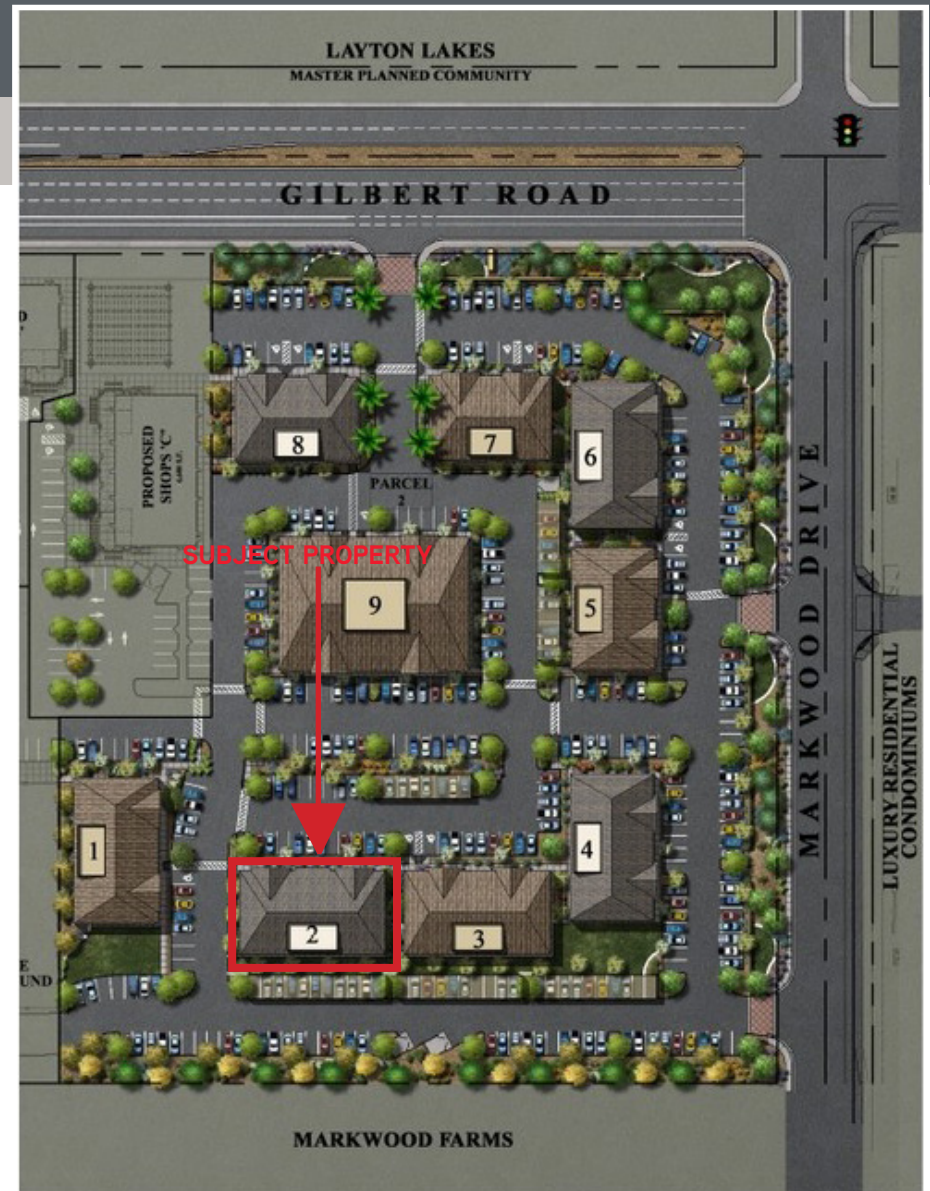 LAYTON LAKES
MASTER PLANNED COMMUNITY
GILBERT ROAD
D
8
7
6
PROPOSED
SHOPS "C"
PARCEL
2
SUBJECT PROPERTY
9
5
MARKWOOD DRIVE
LUXURY RESIDENTIAL
CONDOMINIUMS
1
4
2
3
E
UND
MARKWOOD FARMS